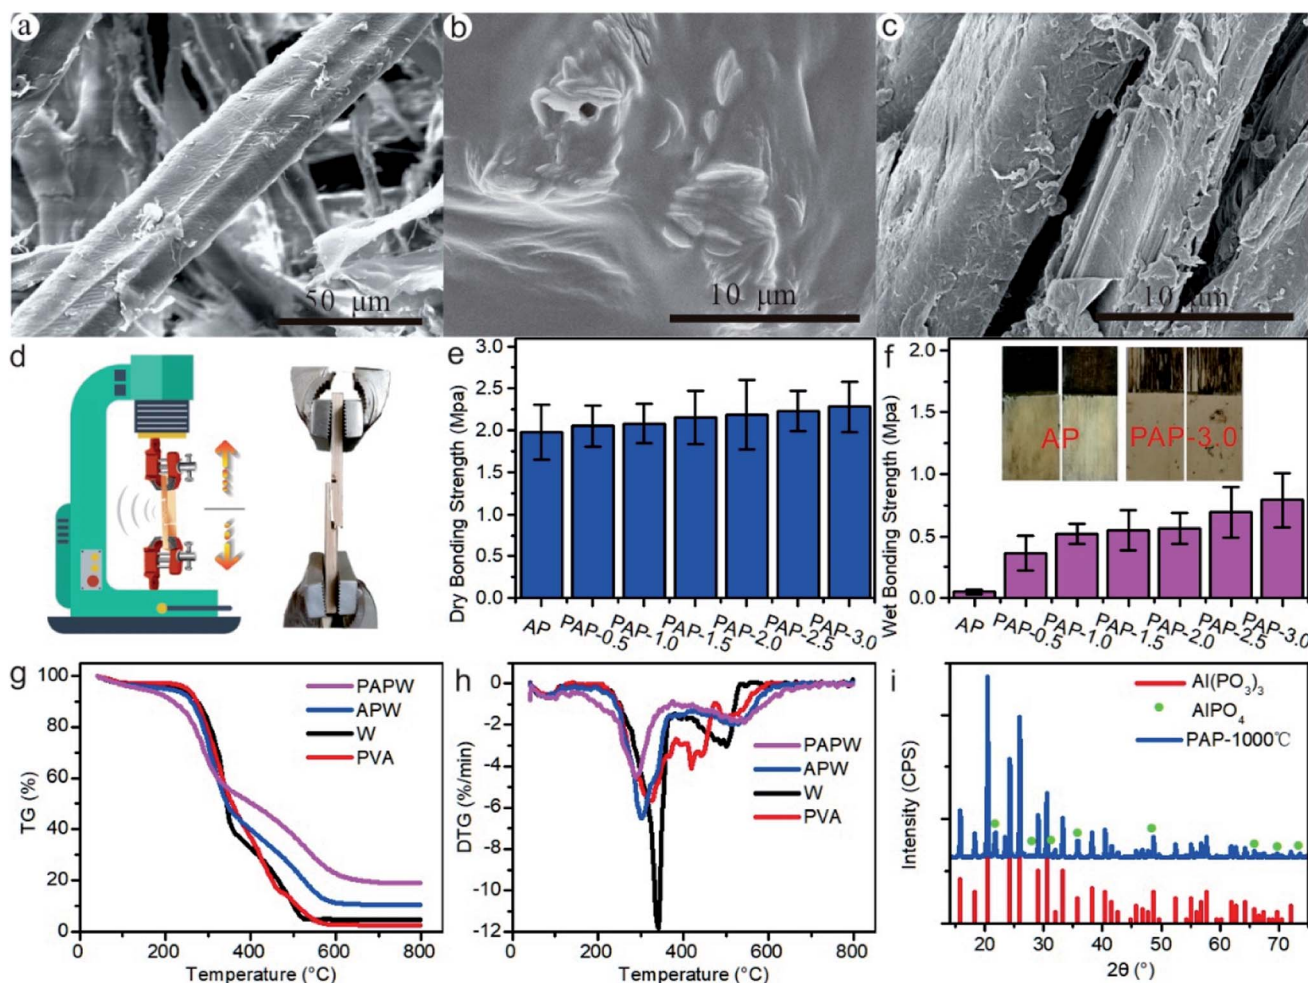 a
50 μm
b
10 μm
c
10 μm
d
e
Dry Bonding Strength (Mpa)
3.0
2.5
2.0
1.5
1.0
0.5
0.0
AP
PAP-0.5
PAP-1.0
PAP-1.5
PAP-2.0
PAP-2.5
PAP-3.0
f
Wet Bonding Strength (Mpa)
2.0
1.5
1.0
0.5
0.0
AP
PAP-3.0
AP
PAP-0.5
PAP-1.0
PAP-1.5
PAP-2.0
PAP-2.5
PAP-3.0
g
TG (%)
100
80
60
40
20
0
PAPW
APW
W
PVA
0
200
400
600
800
Temperature (°C)
h
DTG (%/min)
0
-2
-4
-6
-8
-10
-12
PAPW
APW
W
PVA
0
200
400
600
800
Temperature (°C)
i
Intensity (CPS)
Al(PO₃)₃
AlPO₄
PAP-1000℃
20
30
40
50
60
70
2θ (°)